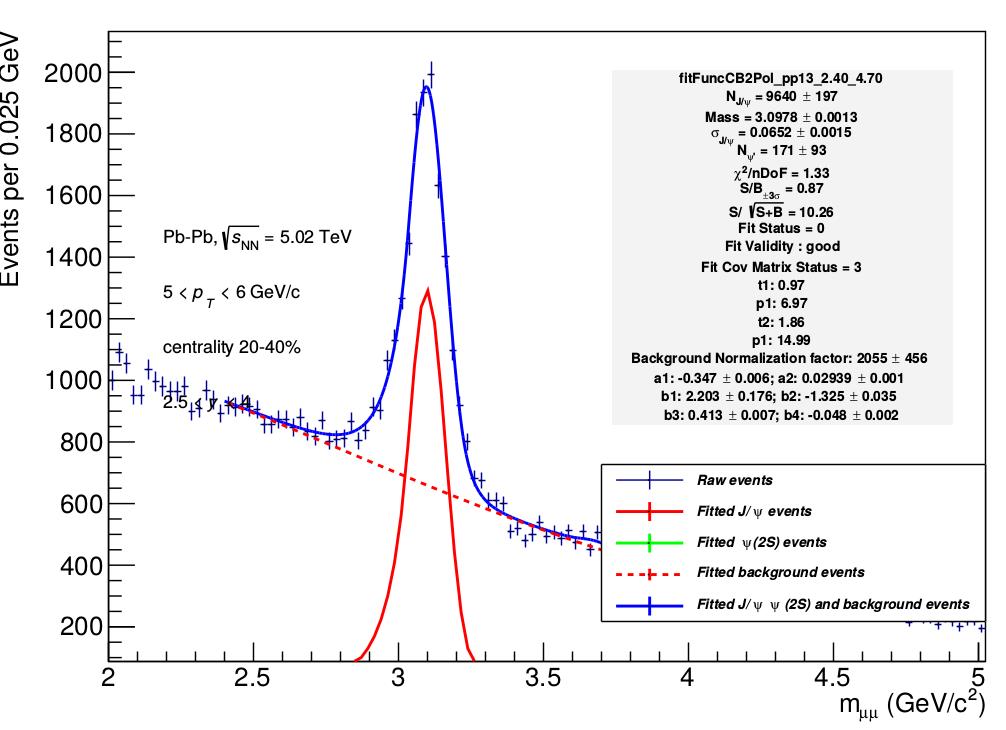 Events per 0.025 GeV
2000
1800
1600
1400
1200
1000
800
600
400
200
Pb-Pb, √sNN = 5.02 TeV
5 < pT < 6 GeV/c
centrality 20-40%
2.5 < y < 4
fitFuncCB2Pol_pp13_2.40_4.70
NJ/ψ = 9640 ± 197
Mass = 3.0978 ± 0.0013
σJ/ψ = 0.0652 ± 0.0015
Nψ' = 171 ± 93
χ²/nDoF = 1.33
S/B±3σ = 0.87
S/ √S+B = 10.26
Fit Status = 0
Fit Validity : good
Fit Cov Matrix Status = 3
t1: 0.97
p1: 6.97
t2: 1.86
p1: 14.99
Background Normalization factor: 2055 ± 456
a1: -0.347 ± 0.006; a2: 0.02939 ± 0.001
b1: 2.203 ± 0.176; b2: -1.325 ± 0.035
b3: 0.413 ± 0.007; b4: -0.048 ± 0.002
Raw events
Fitted J/ψ events
Fitted ψ(2S) events
Fitted background events
Fitted J/ψ ψ (2S) and background events
2 2.5 3 3.5 4 4.5 5
mμμ (GeV/c²)